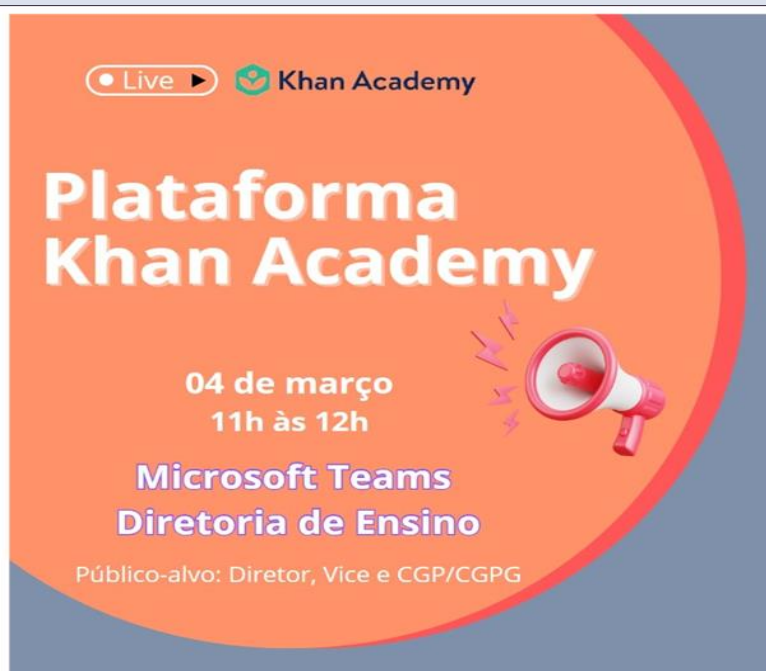 Live
Khan Academy
Plataforma
Khan Academy
04 de março
11h às 12h
Microsoft Teams
Diretoria de Ensino
Público-alvo: Diretor, Vice e CGP/CGPG